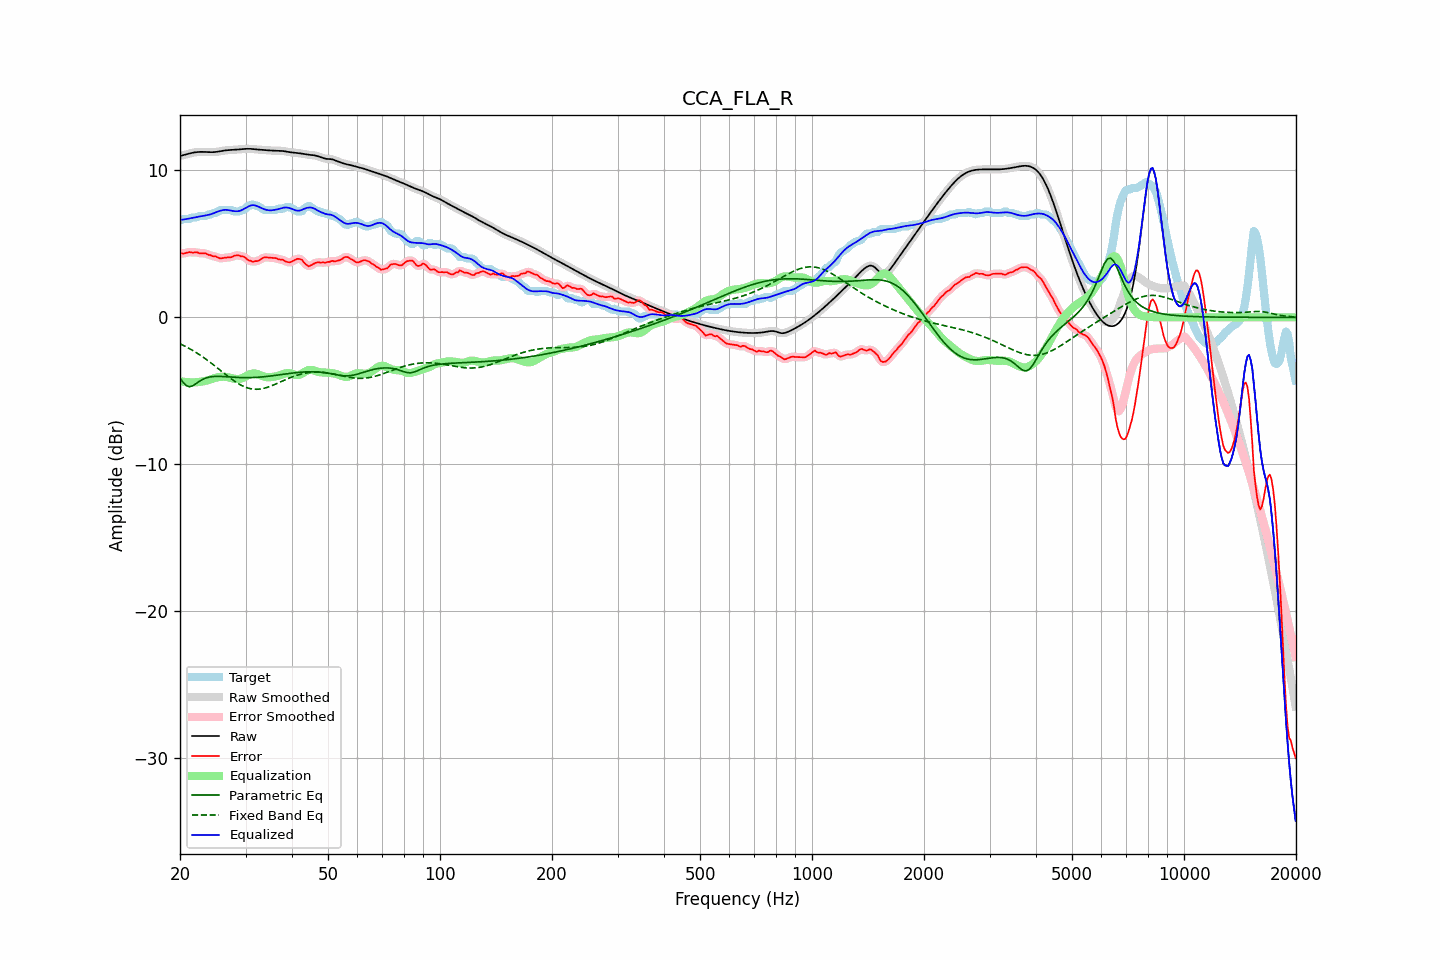 CCA_FLA_R
Amplitude (dBr)
10
0
−10
−20
−30
Target
Raw Smoothed
Error Smoothed
Raw
Error
Equalization
Parametric Eq
Fixed Band Eq
Equalized
20 50 100 200 500 1000 2000 5000 10000 20000
Frequency (Hz)